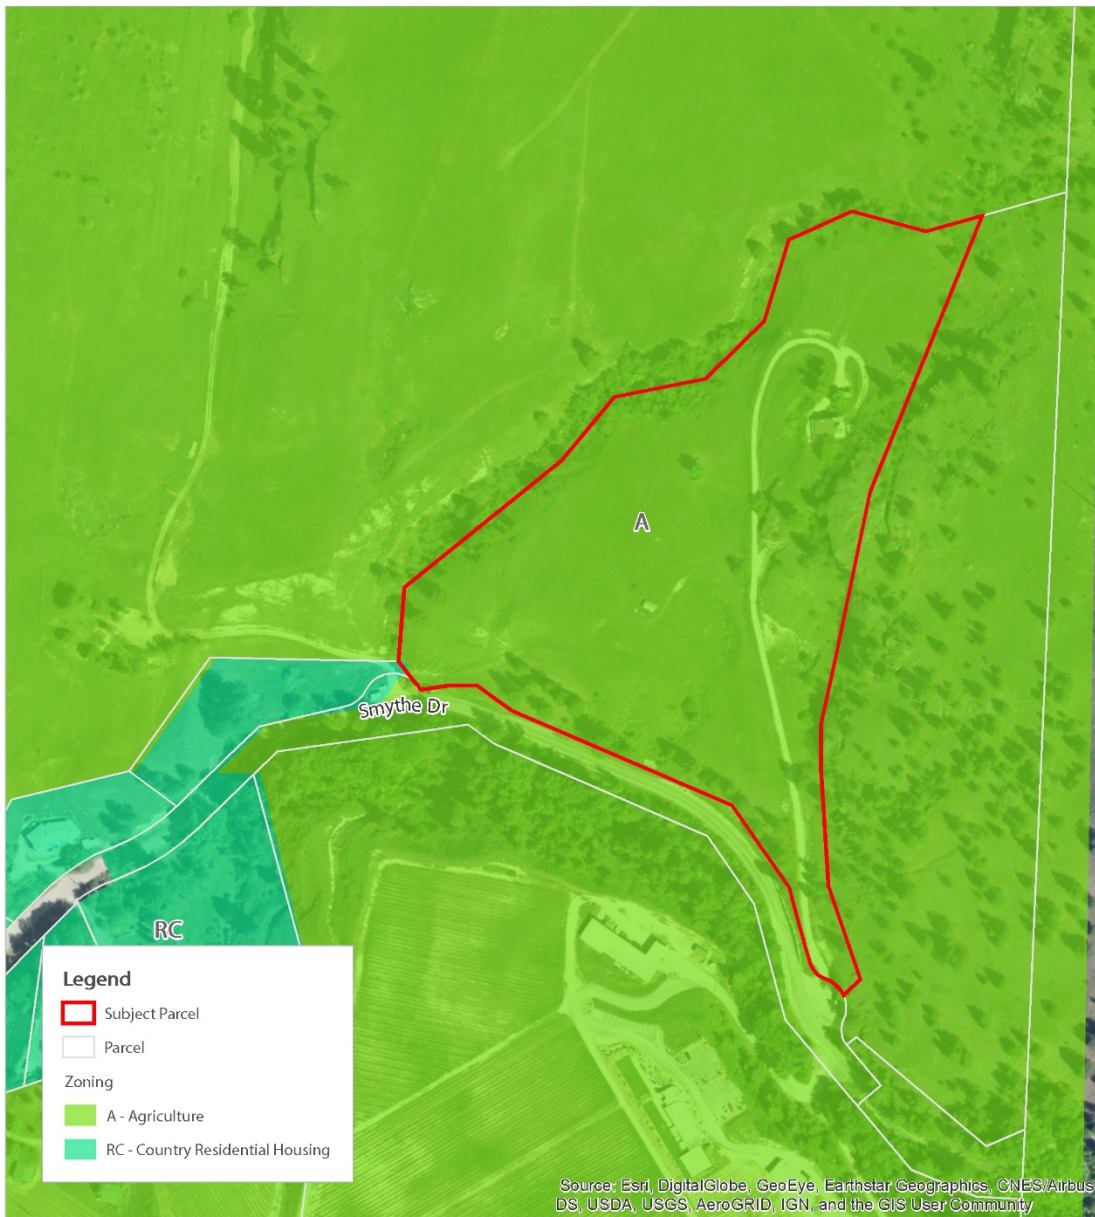 A
Smythe Dr
RC
Legend
Subject Parcel
Parcel
Zoning
A - Agriculture
RC - Country Residential Housing
Source: Esri, DigitalGlobe, GeoEye, Earthstar Geographics, CNES/Airbus
DS, USDA, USGS, AeroGRID, IGN, and the GIS User Community